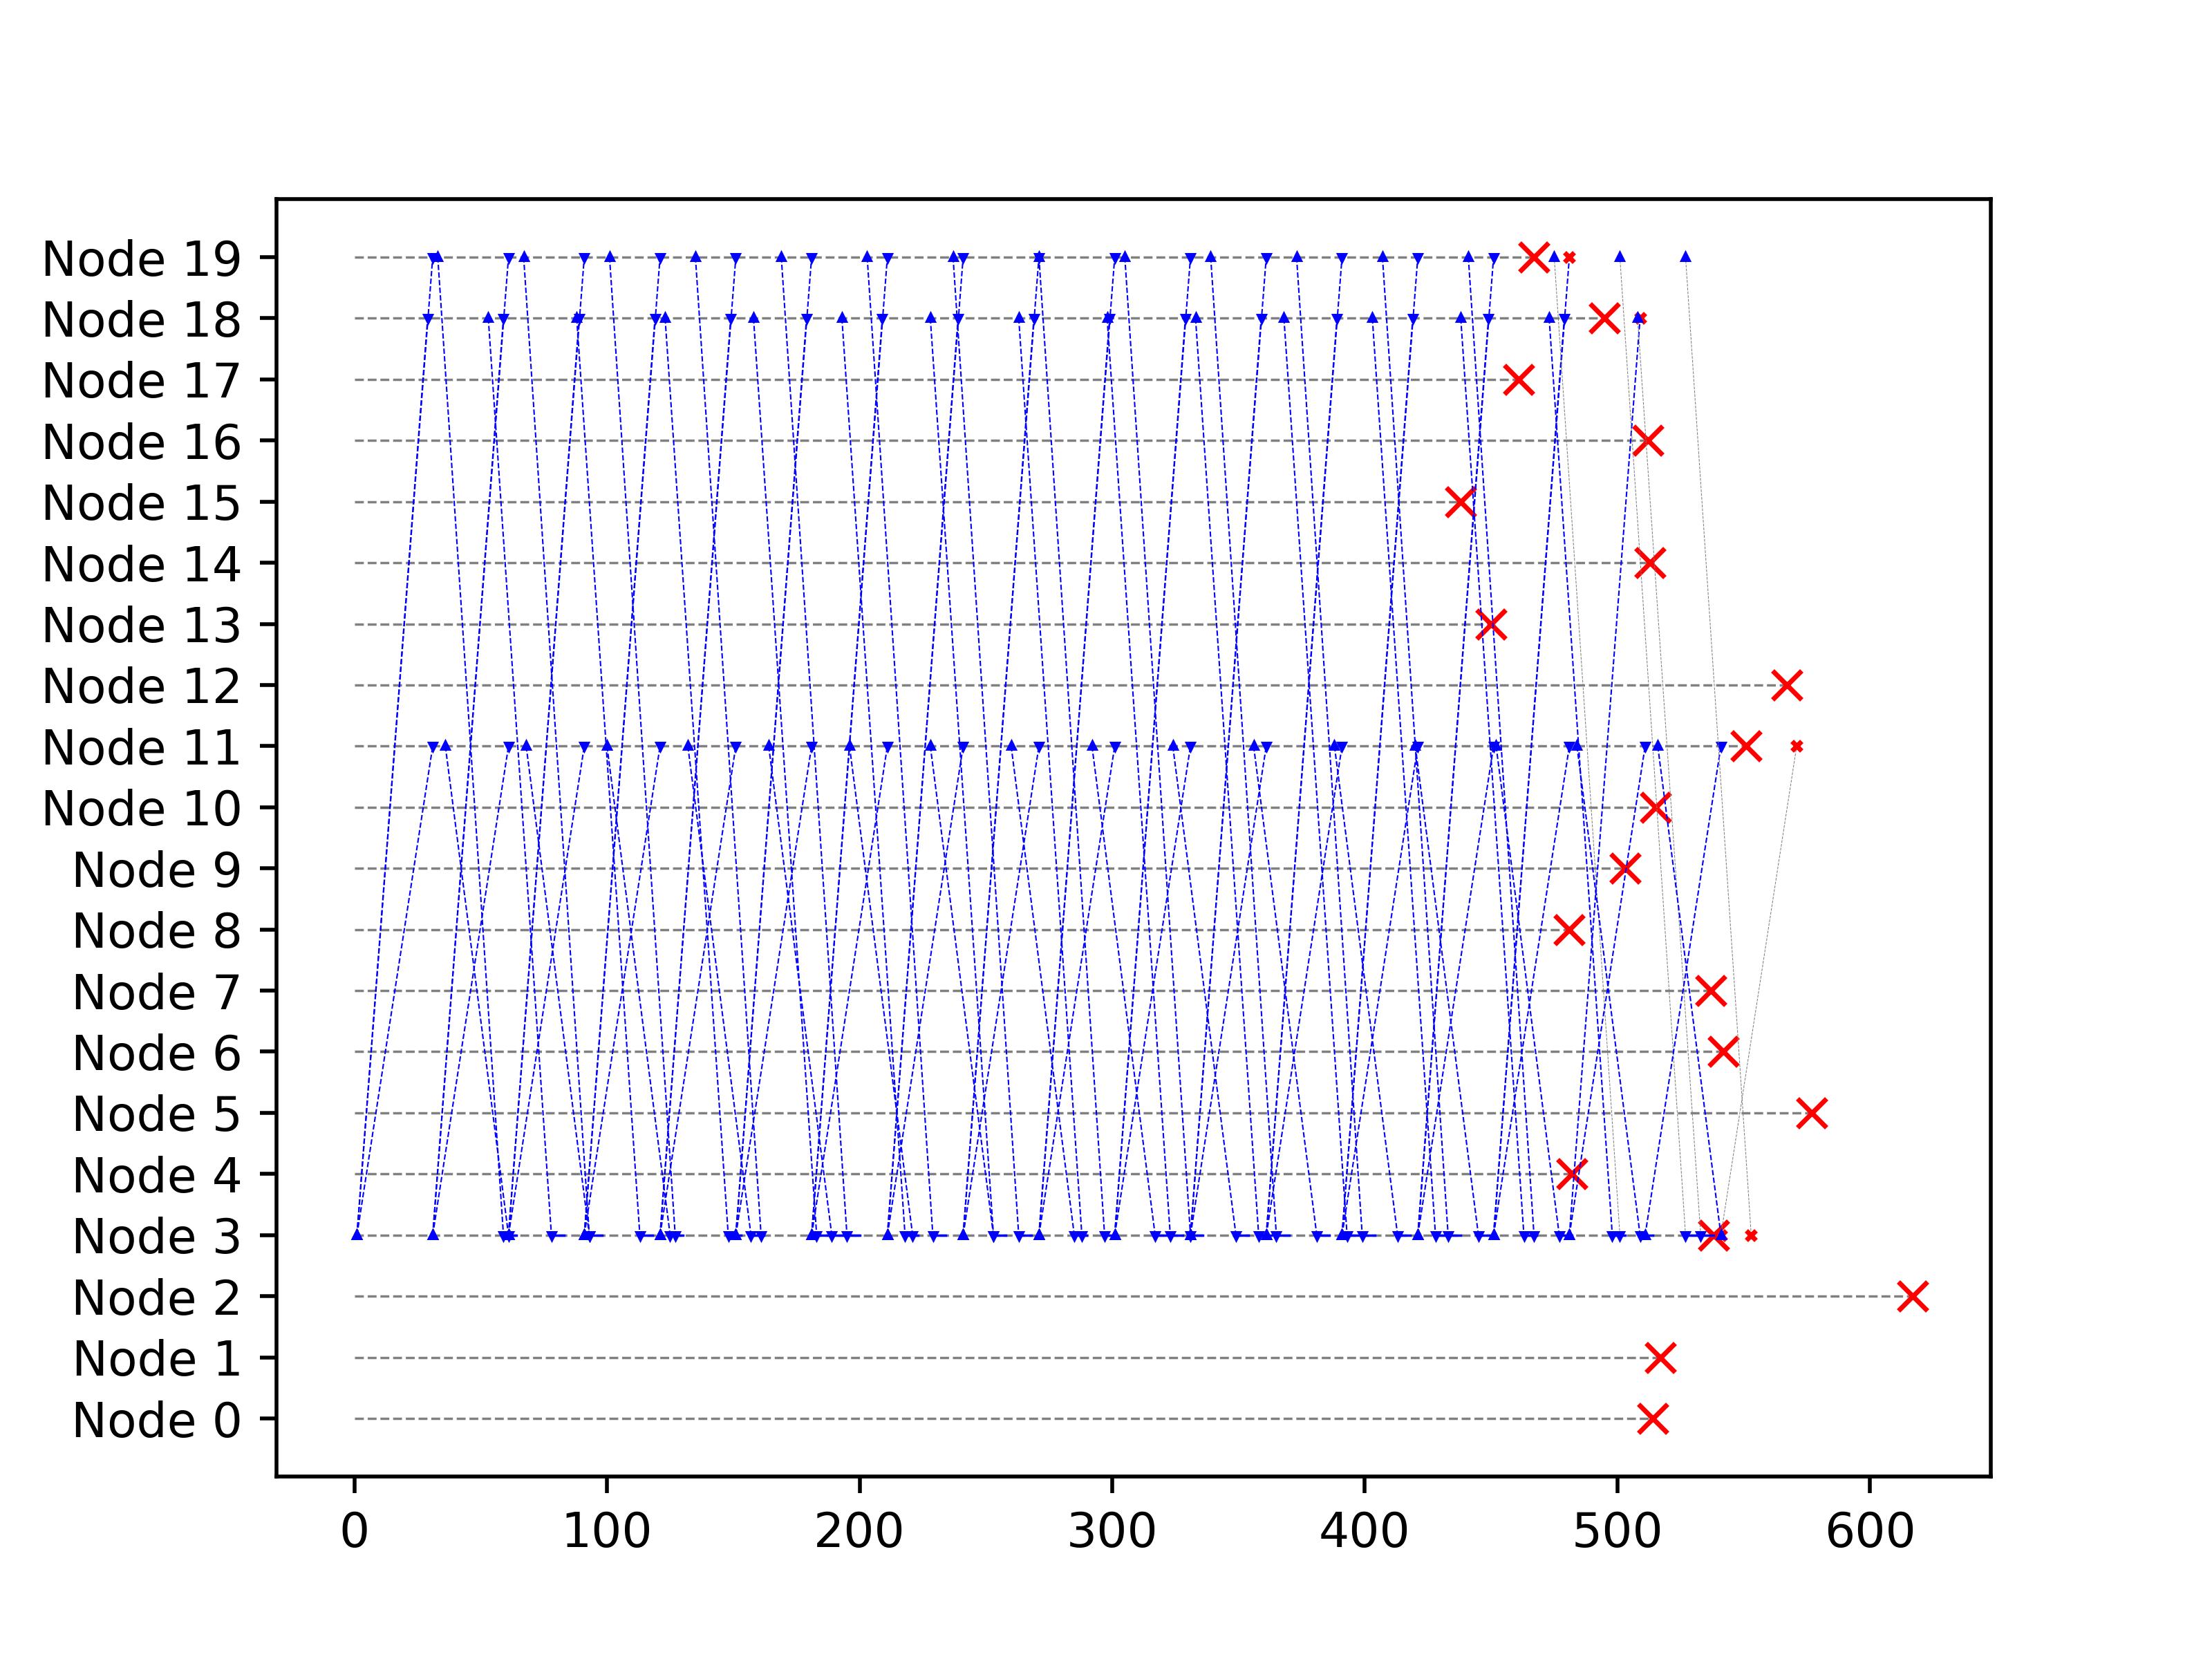 Node 19
Node 18
Node 17
Node 16
Node 15
Node 14
Node 13
Node 12
Node 11
Node 10
Node 9
Node 8
Node 7
Node 6
Node 5
Node 4
Node 3
Node 2
Node 1
Node 0
0 100 200 300 400 500 600